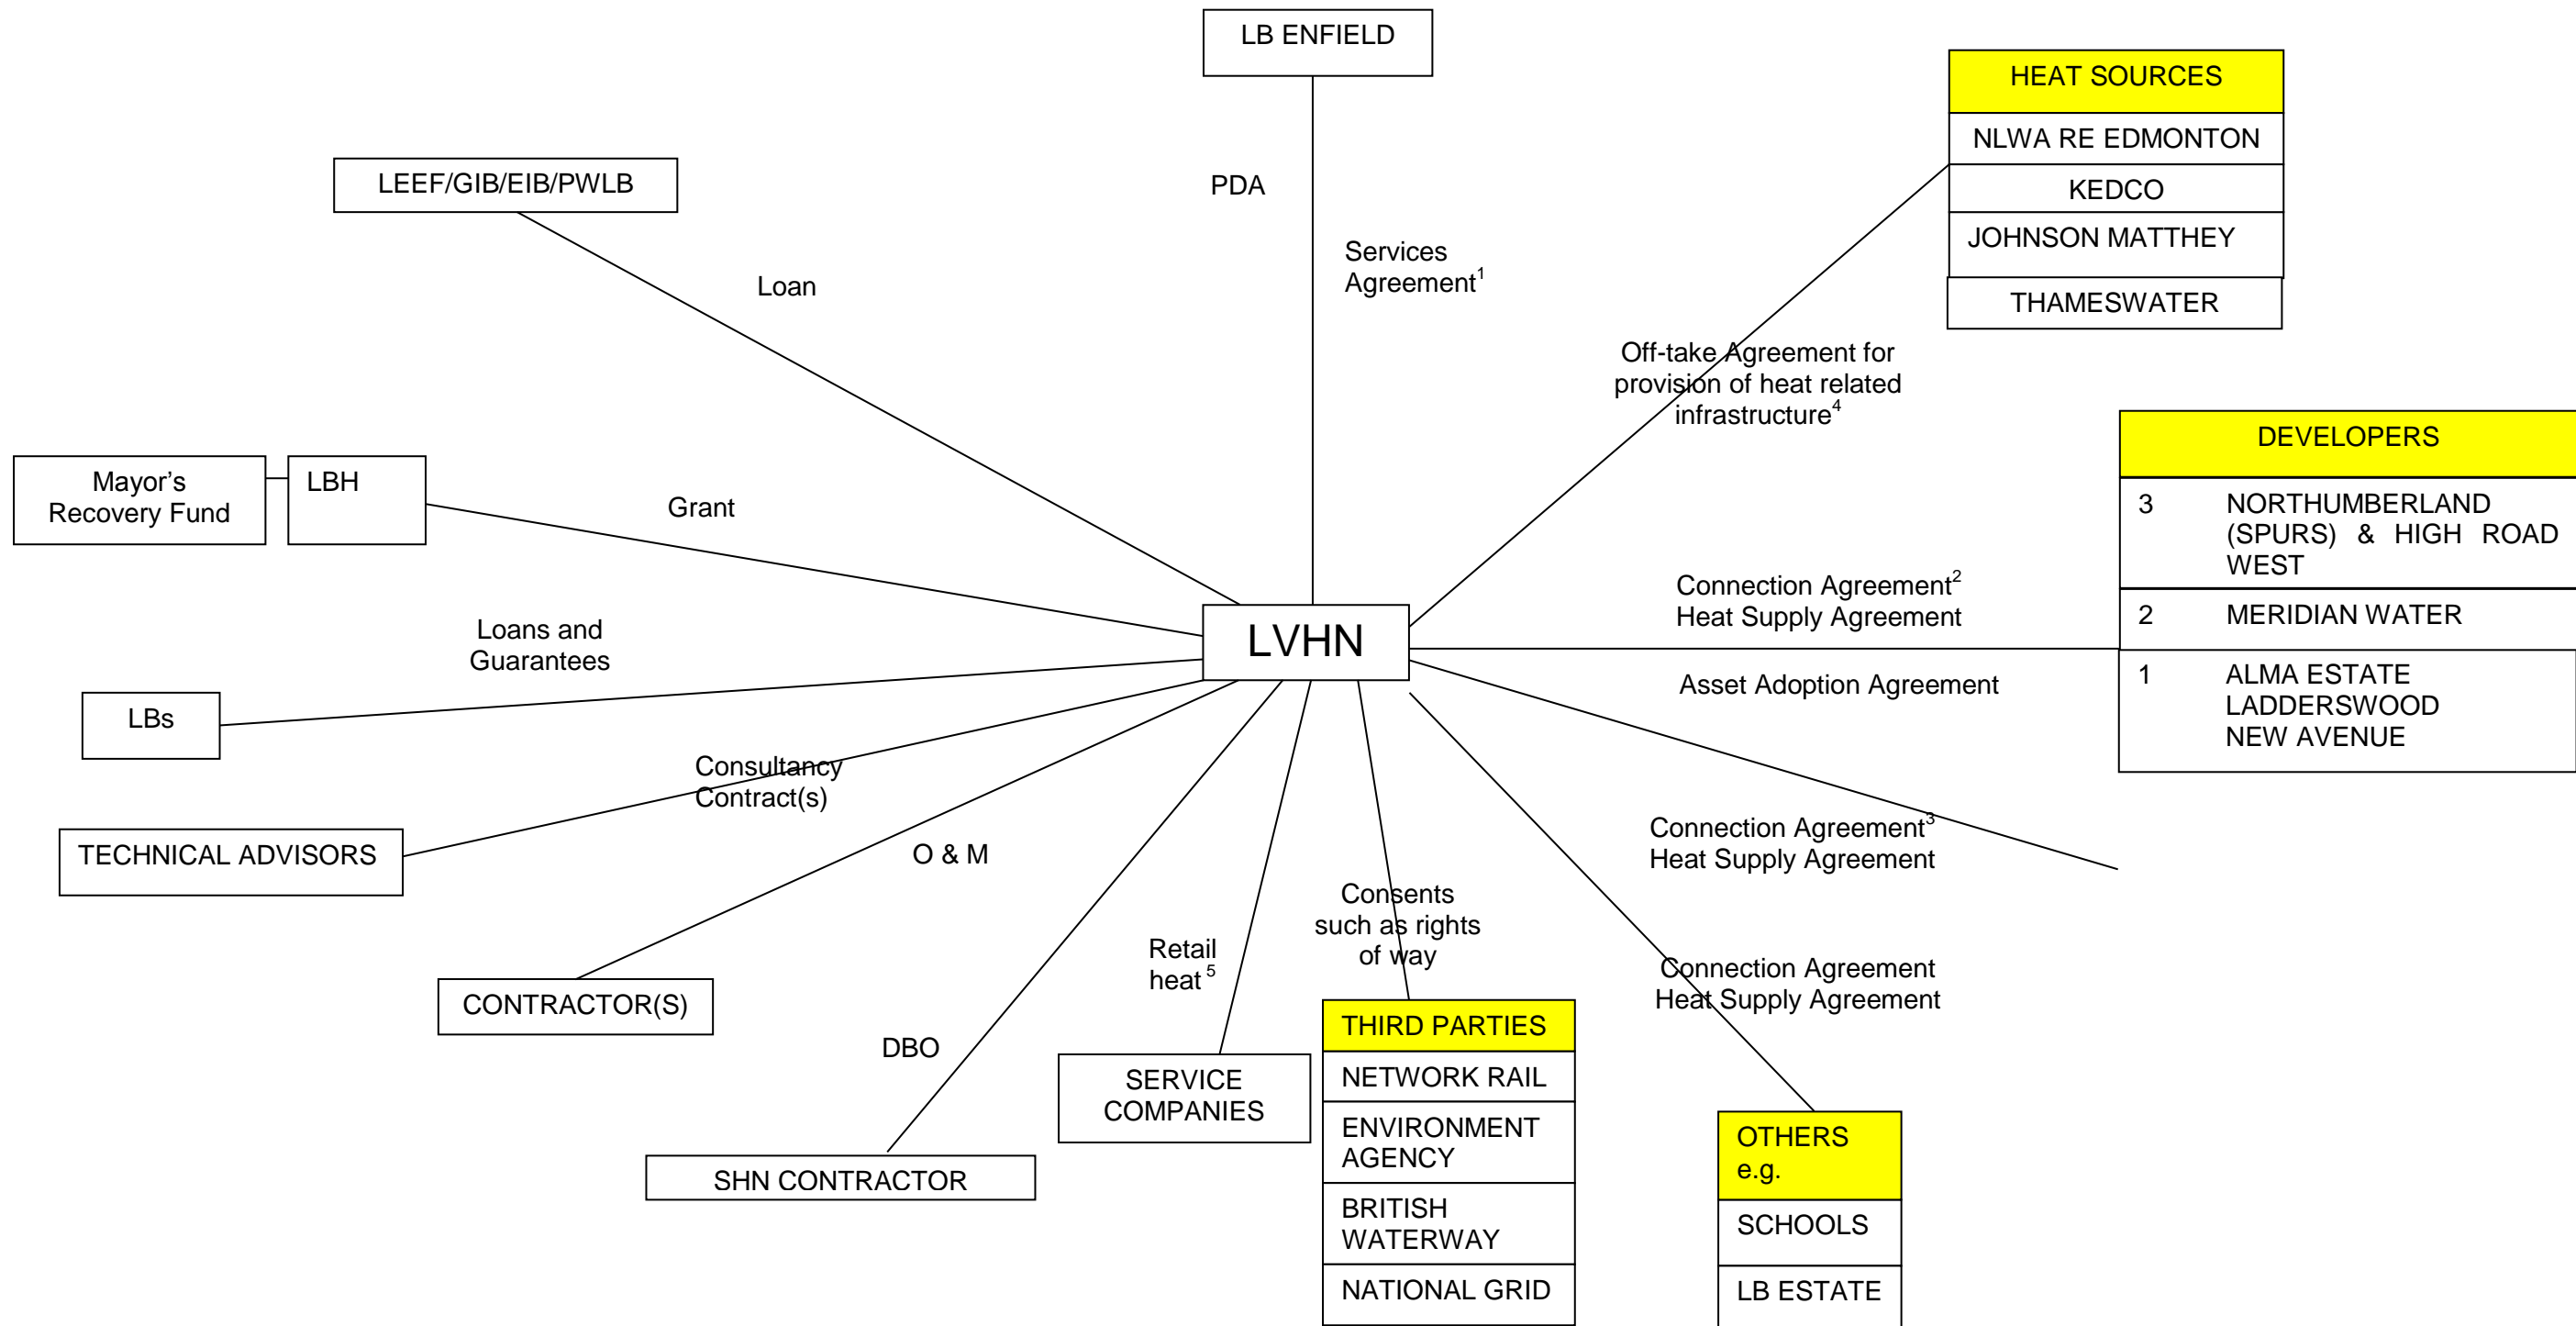 LB ENFIELD
HEAT SOURCES
NLWA RE EDMONTON
KEDCO
JOHNSON MATTHEY
THAMESWATER
LEEF/GIB/EIB/PWLB
PDA
Services
Agreement¹
Loan
Off-take Agreement for
provision of heat related
infrastructure⁴
DEVELOPERS
3 NORTHUMBERLAND
(SPURS) & HIGH ROAD
WEST
2 MERIDIAN WATER
1 ALMA ESTATE
LADDERSWOOD
NEW AVENUE
Mayor's
Recovery Fund
LBH
Grant
Connection Agreement²
Heat Supply Agreement
LVHN
Asset Adoption Agreement
Loans and
Guarantees
LBs
Consultancy
Contract(s)
TECHNICAL ADVISORS
O & M
Connection Agreement³
Heat Supply Agreement
CONTRACTOR(S)
Retail
heat ⁵
Consents
such as rights
of way
Connection Agreement
Heat Supply Agreement
DBO
SERVICE
COMPANIES
SHN CONTRACTOR
THIRD PARTIES
NETWORK RAIL
ENVIRONMENT
AGENCY
BRITISH
WATERWAY
NATIONAL GRID
OTHERS
e.g.
SCHOOLS
LB ESTATE